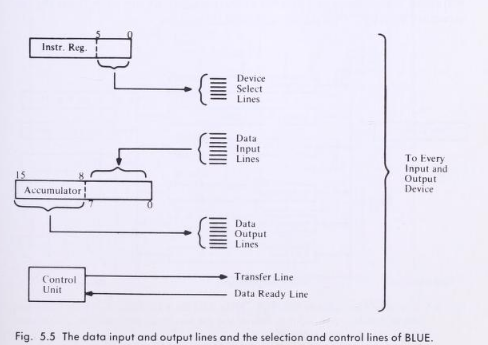 5 0
Instr. Reg.
Device
Select
Lines
Data
Input
Lines
15 8
Accumulator
7 0
Data
Output
Lines
To Every
Input and
Output
Device
Control
Unit
Transfer Line
Data Ready Line
Fig. 5.5 The data input and output lines and the selection and control lines of BLUE.